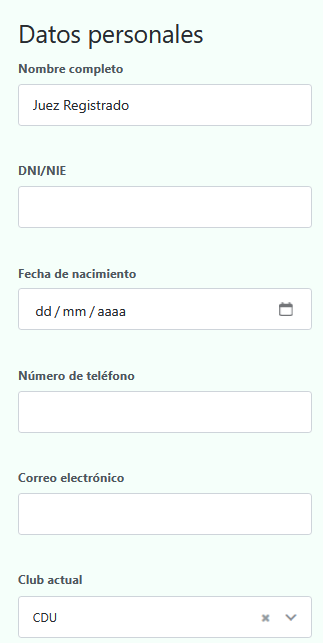 Datos personales
Nombre completo
Juez Registrado
DNI/NIE
Fecha de nacimiento
dd / mm / aaaa
Número de teléfono
Correo electrónico
Club actual
CDU